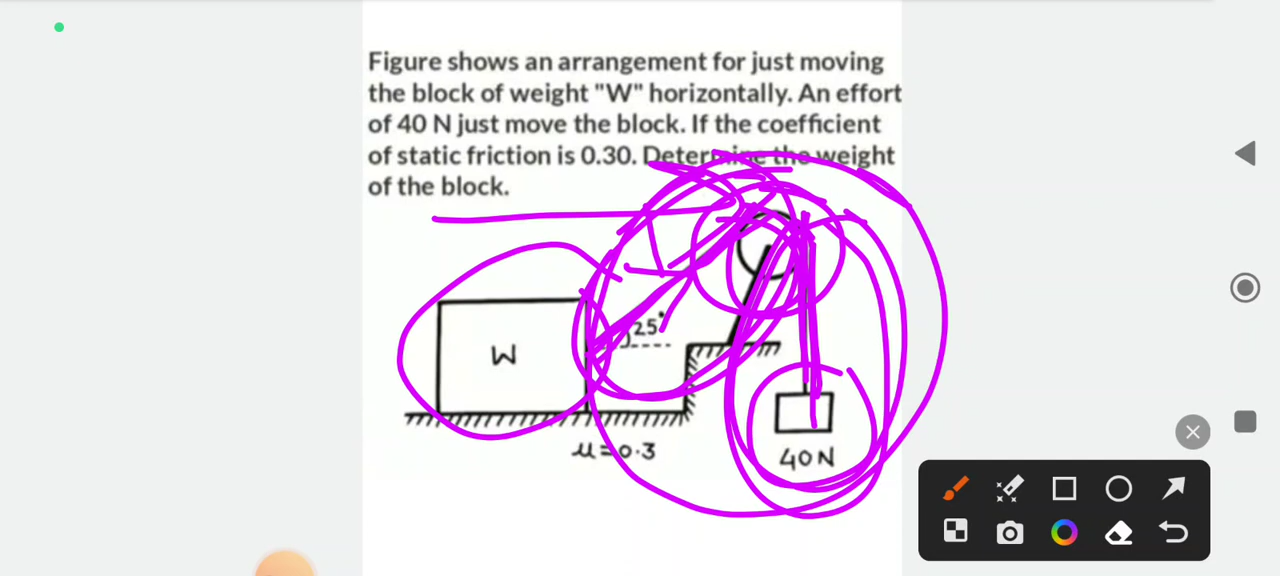 Figure shows an arrangement for just moving
the block of weight "W" horizontally. An effort
of 40 N just move the block. If the coefficient
of static friction is 0.30. Determine the weight
of the block.
25°
W
μ=0.3
40N